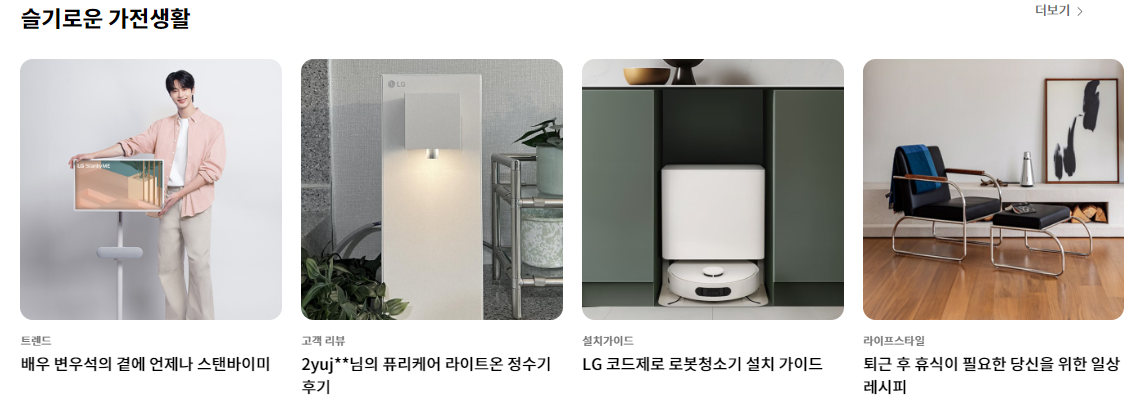 슬기로운 가전생활
더보기
LG StanbyME
LG
트렌드
배우 변우석의 곁에 언제나 스탠바이미
고객 리뷰
2yuj**님의 퓨리케어 라이트온 정수기
후기
설치가이드
LG 코드제로 로봇청소기 설치 가이드
라이프스타일
퇴근 후 휴식이 필요한 당신을 위한 일상
레시피